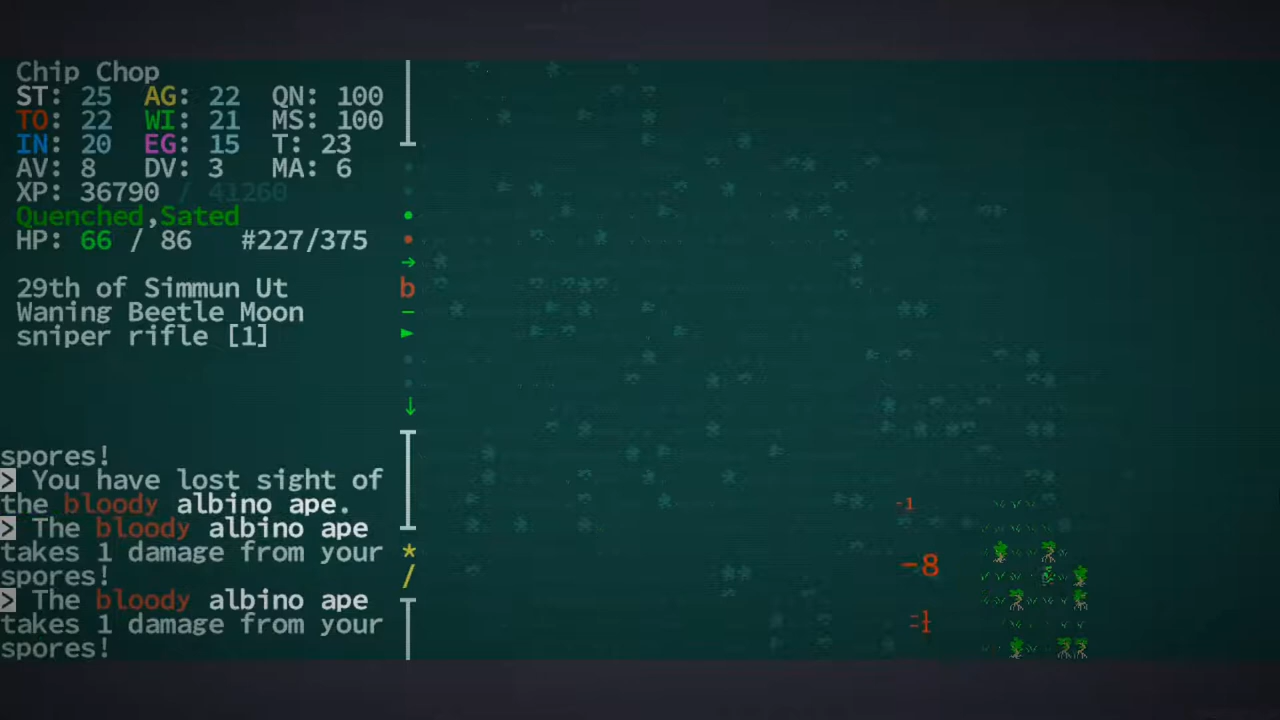 Chip Chop
ST: 25 AG: 22 QN: 100
TO: 22 WI: 21 MS: 100
IN: 20 EG: 15 T: 23
AV: 8 DV: 3 MA: 6
XP: 36790 / 41260
Quenched,Sated
HP: 66 / 86 #227/375
29th of Simmun Ut
Waning Beetle Moon
sniper rifle [1]
b
spores!
> You have lost sight of
the bloody albino ape.
> The bloody albino ape
takes 1 damage from your
spores!
> The bloody albino ape
takes 1 damage from your
spores!
-1
-8